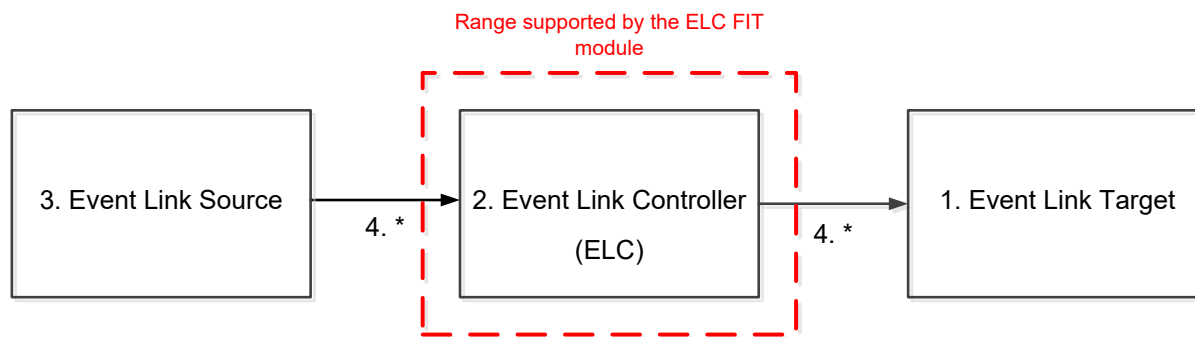 Range supported by the ELC FIT
module
3. Event Link Source
4. *
2. Event Link Controller
(ELC)
4. *
1. Event Link Target